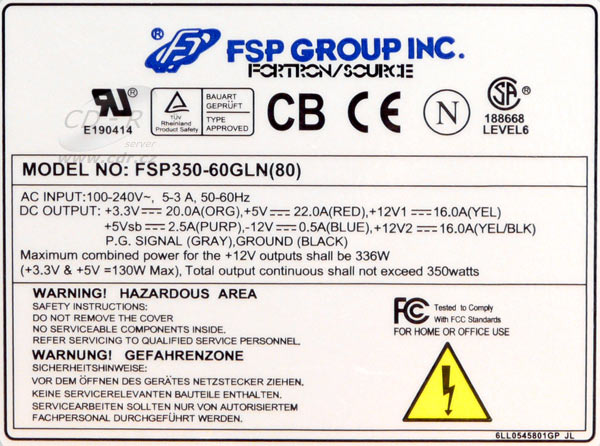 FSP GROUP INC.
FORTRON/SOURCE
E190414
TÜV
Rheinland
Product Safety
BAUART
GEPRÜFT
TYPE
APPROVED
CB
CE
N
SA
188668
LEVEL6
CD-R
server
www.cdr.cz
MODEL NO: FSP350-60GLN(80)
AC INPUT:100-240V~, 5-3 A, 50-60Hz
DC OUTPUT: +3.3V⎓ 20.0A(ORG),+5V⎓ 22.0A(RED),+12V1⎓16.0A(YEL)
+5Vsb⎓ 2.5A(PURP),-12V⎓ 0.5A(BLUE),+12V2⎓16.0A(YEL/BLK)
P.G. SIGNAL (GRAY),GROUND (BLACK)
Maximum combined power for the +12V outputs shall be 336W
(+3.3V & +5V =130W Max), Total output continuous shall not exceed 350watts
WARNING! HAZARDOUS AREA
SAFETY INSTRUCTIONS:
DO NOT REMOVE THE COVER
NO SERVICEABLE COMPONENTS INSIDE.
REFER SERVICING TO QUALIFIED SERVICE PERSONNEL.
FC
Tested to Comply
With FCC Standards
FOR HOME OR OFFICE USE
WARNUNG! GEFAHRENZONE
SICHERHEITSHINWEISE:
VOR DEM ÖFFNEN DES GERÄTES NETZSTECKER ZIEHEN.
KEINE SERVICERELEVANTEN BAUTEILE ENTHALTEN.
SERVICEARBEITEN SOLLTEN NUR VON AUTORISIERTEM
FACHPERSONAL DURCHGEFÜHRT WERDEN.
6LL0545801GP JL